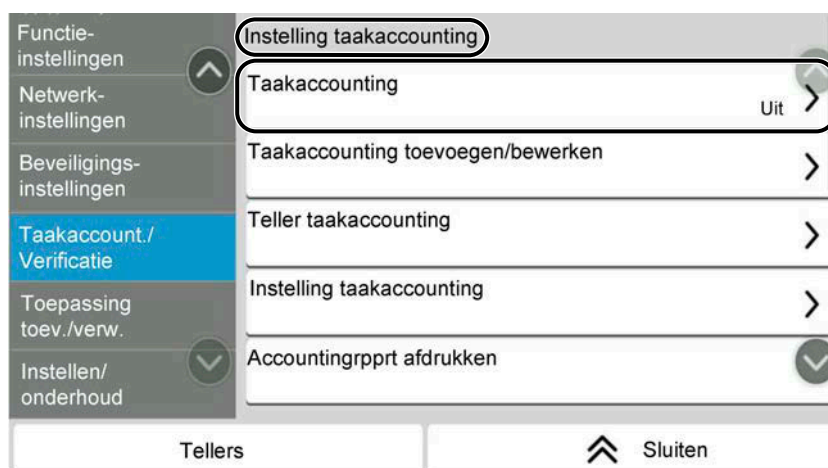 Functie-
instellingen
Netwerk-
instellingen
Beveiligings-
instellingen
Taakaccount./
Verificatie
Toepassing
toev./verw.
Instellen/
onderhoud
Instelling taakaccounting
Taakaccounting
Uit
Taakaccounting toevoegen/bewerken
Teller taakaccounting
Instelling taakaccounting
Accountingrpprt afdrukken
Tellers
Sluiten